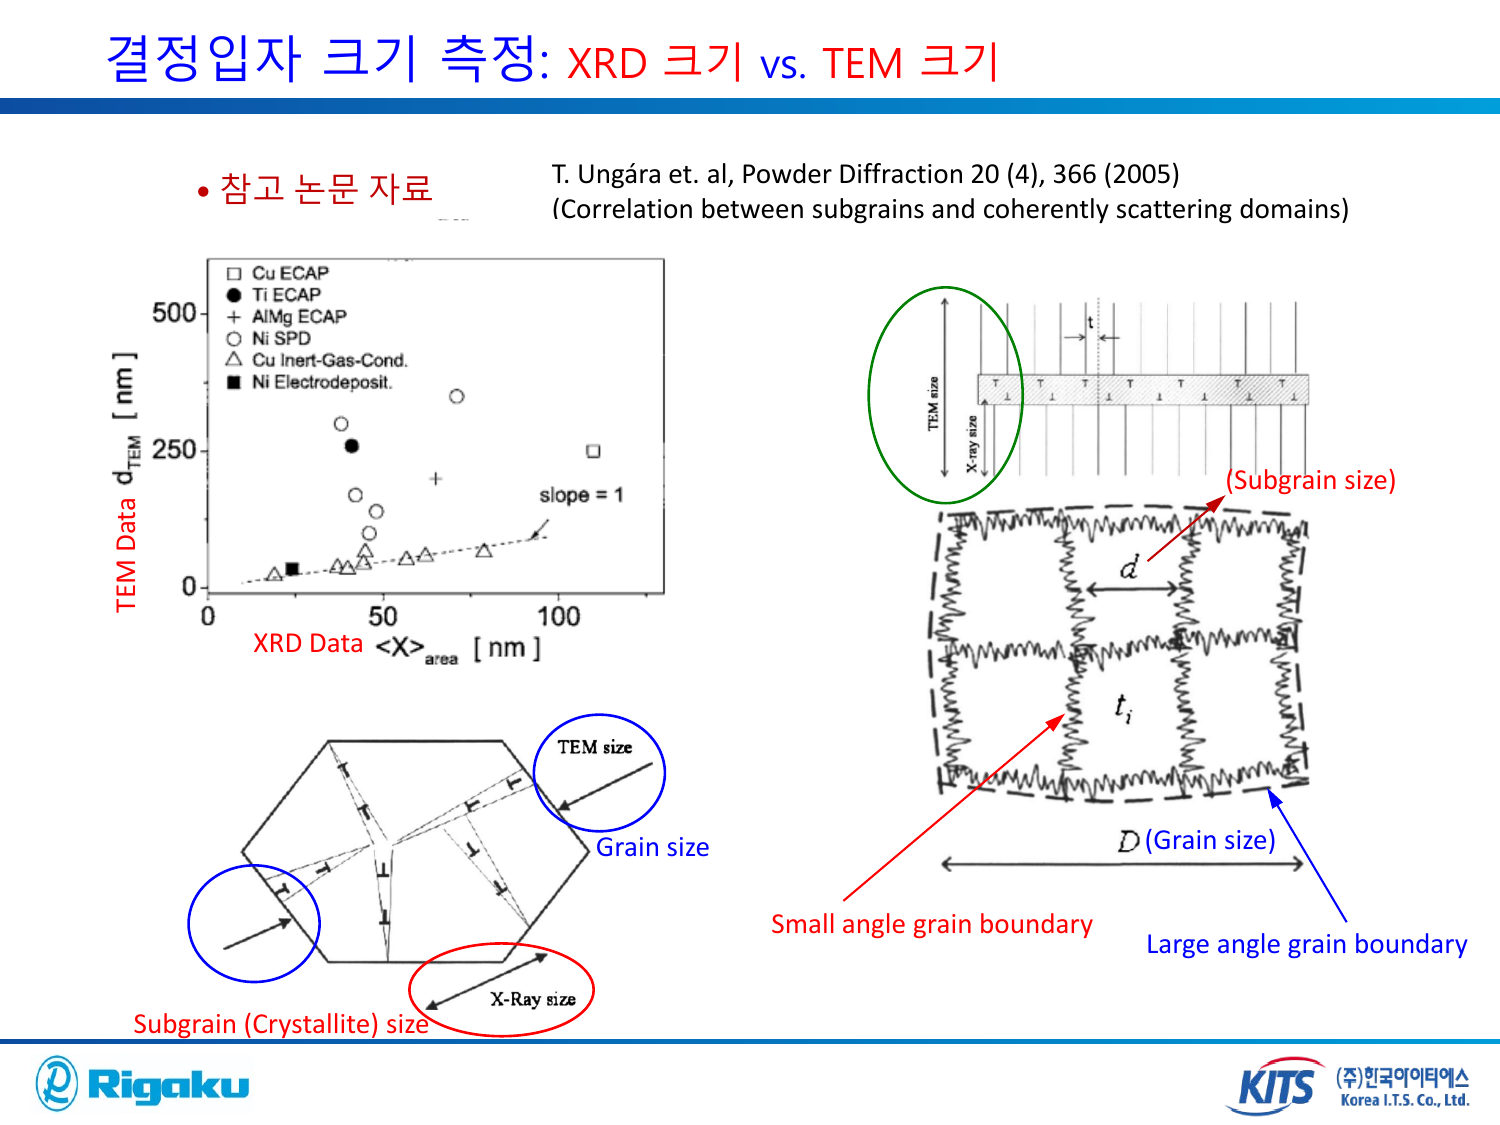 결정입자 크기 측정: XRD 크기 vs. TEM 크기
• 참고 논문 자료
T. Ungára et. al, Powder Diffraction 20 (4), 366 (2005)
(Correlation between subgrains and coherently scattering domains)
Cu ECAP
Ti ECAP
AlMg ECAP
Ni SPD
Cu Inert-Gas-Cond.
Ni Electrodeposit.
500
250
0
TEM Data d_TEM [ nm ]
slope = 1
0 50 100
XRD Data <X>area [ nm ]
t
TEM size
X-ray size
(Subgrain size)
d
t_i
D (Grain size)
Small angle grain boundary
Large angle grain boundary
TEM size
Grain size
X-Ray size
Subgrain (Crystallite) size
Rigaku
KITS
(주)한국아이티에스
Korea I.T.S. Co., Ltd.